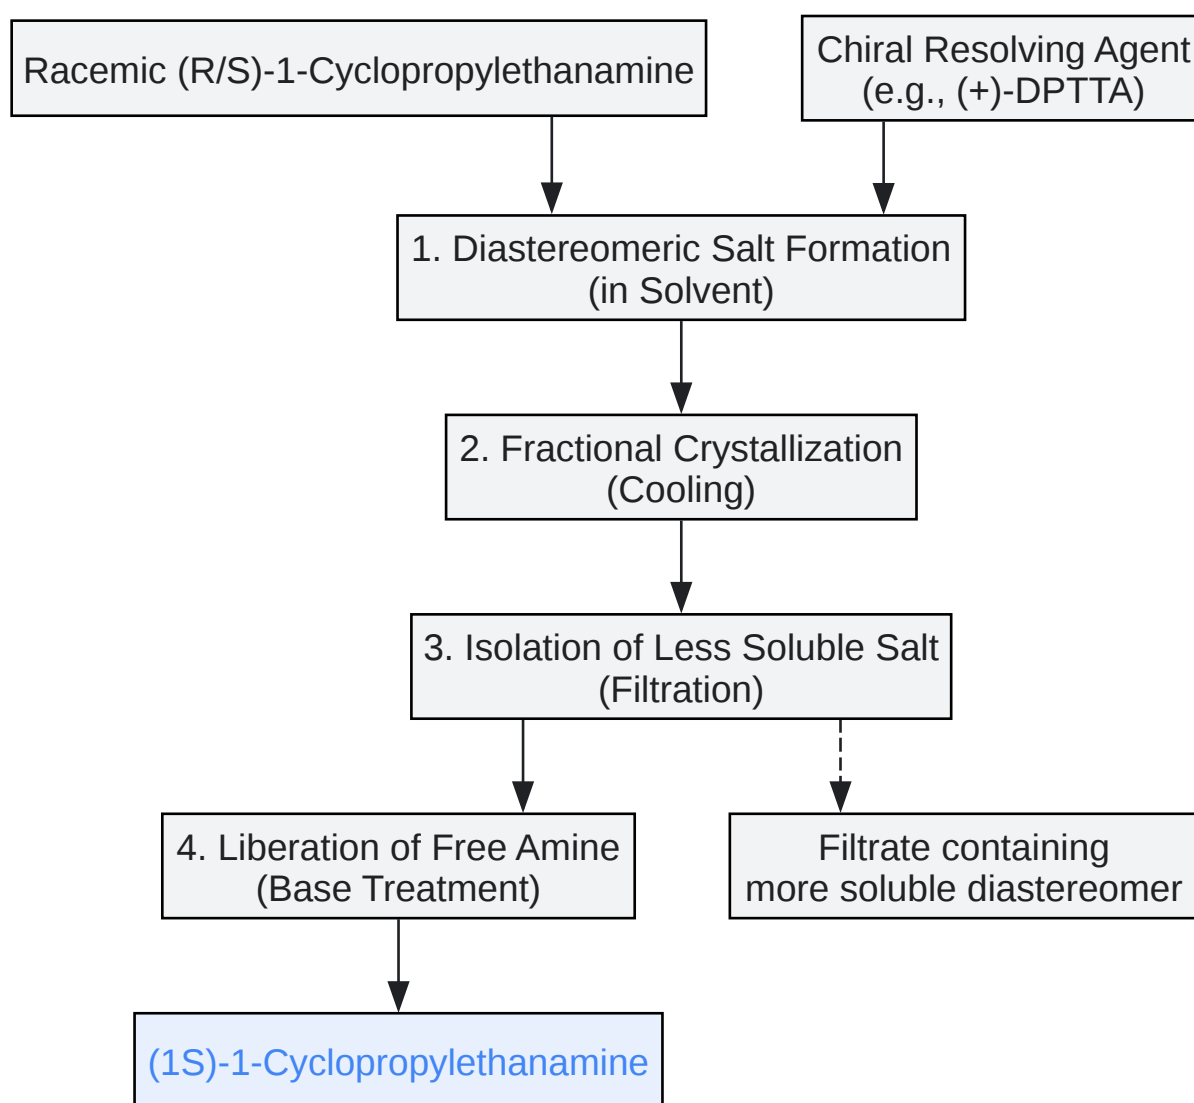 Racemic (R/S)-1-Cyclopropylethanamine
Chiral Resolving Agent
(e.g., (+)-DPTTA)
1. Diastereomeric Salt Formation
(in Solvent)
2. Fractional Crystallization
(Cooling)
3. Isolation of Less Soluble Salt
(Filtration)
4. Liberation of Free Amine
(Base Treatment)
Filtrate containing
more soluble diastereomer
(1S)-1-Cyclopropylethanamine